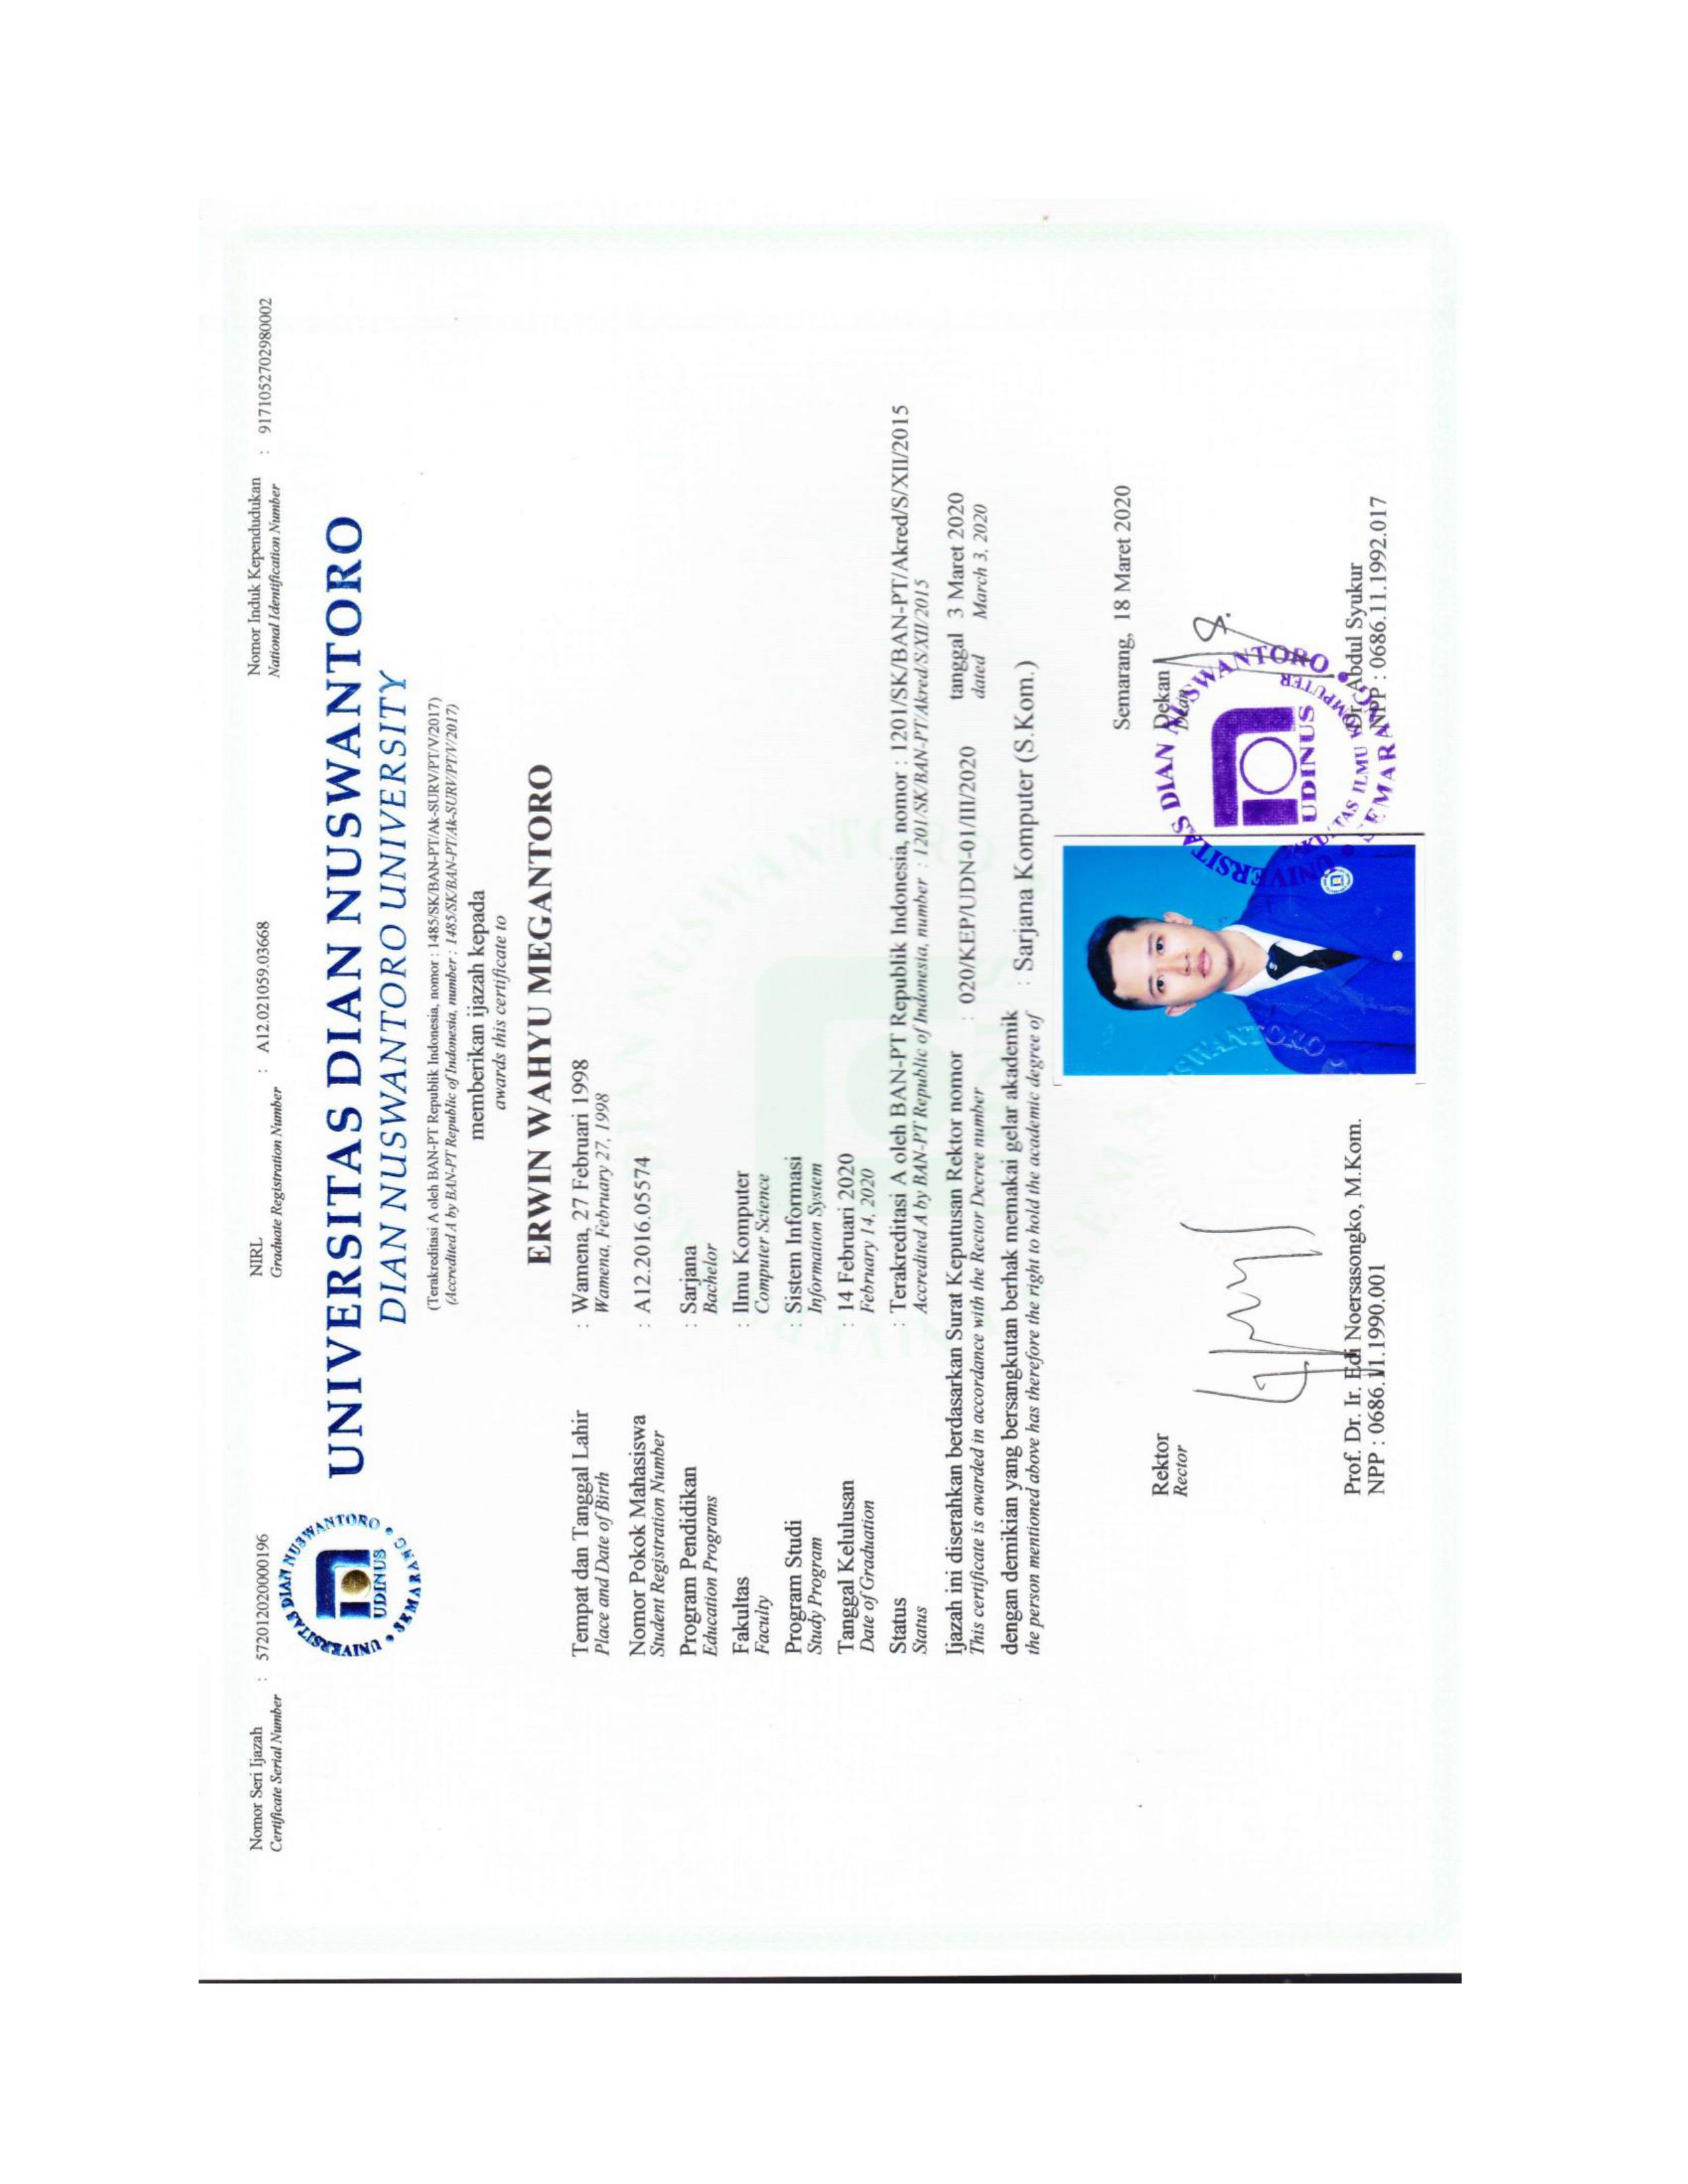 Nomor Seri Ijazah : 572012020000196
Certificate Serial Number
NIRL : A12.021059.03668
Graduate Registration Number
Nomor Induk Kependudukan : 9171052702980002
National Identification Number
UNIVERSITAS DIAN NUSWANTORO • SEMARANG •
UDINUS
UNIVERSITAS DIAN NUSWANTORO
DIAN NUSWANTORO UNIVERSITY
(Terakreditasi A oleh BAN-PT Republik Indonesia, nomor : 1485/SK/BAN-PT/Ak-SURV/PT/V/2017)
(Accredited A by BAN-PT Republic of Indonesia, number : 1485/SK/BAN-PT/Ak-SURV/PT/V/2017)
memberikan ijazah kepada
awards this certificate to
ERWIN WAHYU MEGANTORO
Tempat dan Tanggal Lahir : Wamena, 27 Februari 1998
Place and Date of Birth Wamena, February 27, 1998
Nomor Pokok Mahasiswa : A12.2016.05574
Student Registration Number
Program Pendidikan : Sarjana
Education Programs Bachelor
Fakultas : Ilmu Komputer
Faculty Computer Science
Program Studi : Sistem Informasi
Study Program Information System
Tanggal Kelulusan : 14 Februari 2020
Date of Graduation February 14, 2020
Status : Terakreditasi A oleh BAN-PT Republik Indonesia, nomor : 1201/SK/BAN-PT/Akred/S/XII/2015
Status Accredited A by BAN-PT Republic of Indonesia, number : 1201/SK/BAN-PT/Akred/S/XII/2015
Ijazah ini diserahkan berdasarkan Surat Keputusan Rektor nomor : 020/KEP/UDN-01/III/2020 tanggal 3 Maret 2020
This certificate is awarded in accordance with the Rector Decree number dated March 3, 2020
dengan demikian yang bersangkutan berhak memakai gelar akademik : Sarjana Komputer (S.Kom.)
the person mentioned above has therefore the right to hold the academic degree of
Semarang, 18 Maret 2020
Rektor
Rector
Dekan
Dean
UNIVERSITAS DIAN NUSWANTORO
UDINUS
FAKULTAS ILMU KOMPUTER
SEMARANG
Prof. Dr. Ir. Edi Noersasongko, M.Kom.
NPP : 0686.11.1990.001
Dr. Abdul Syukur
NPP : 0686.11.1992.017